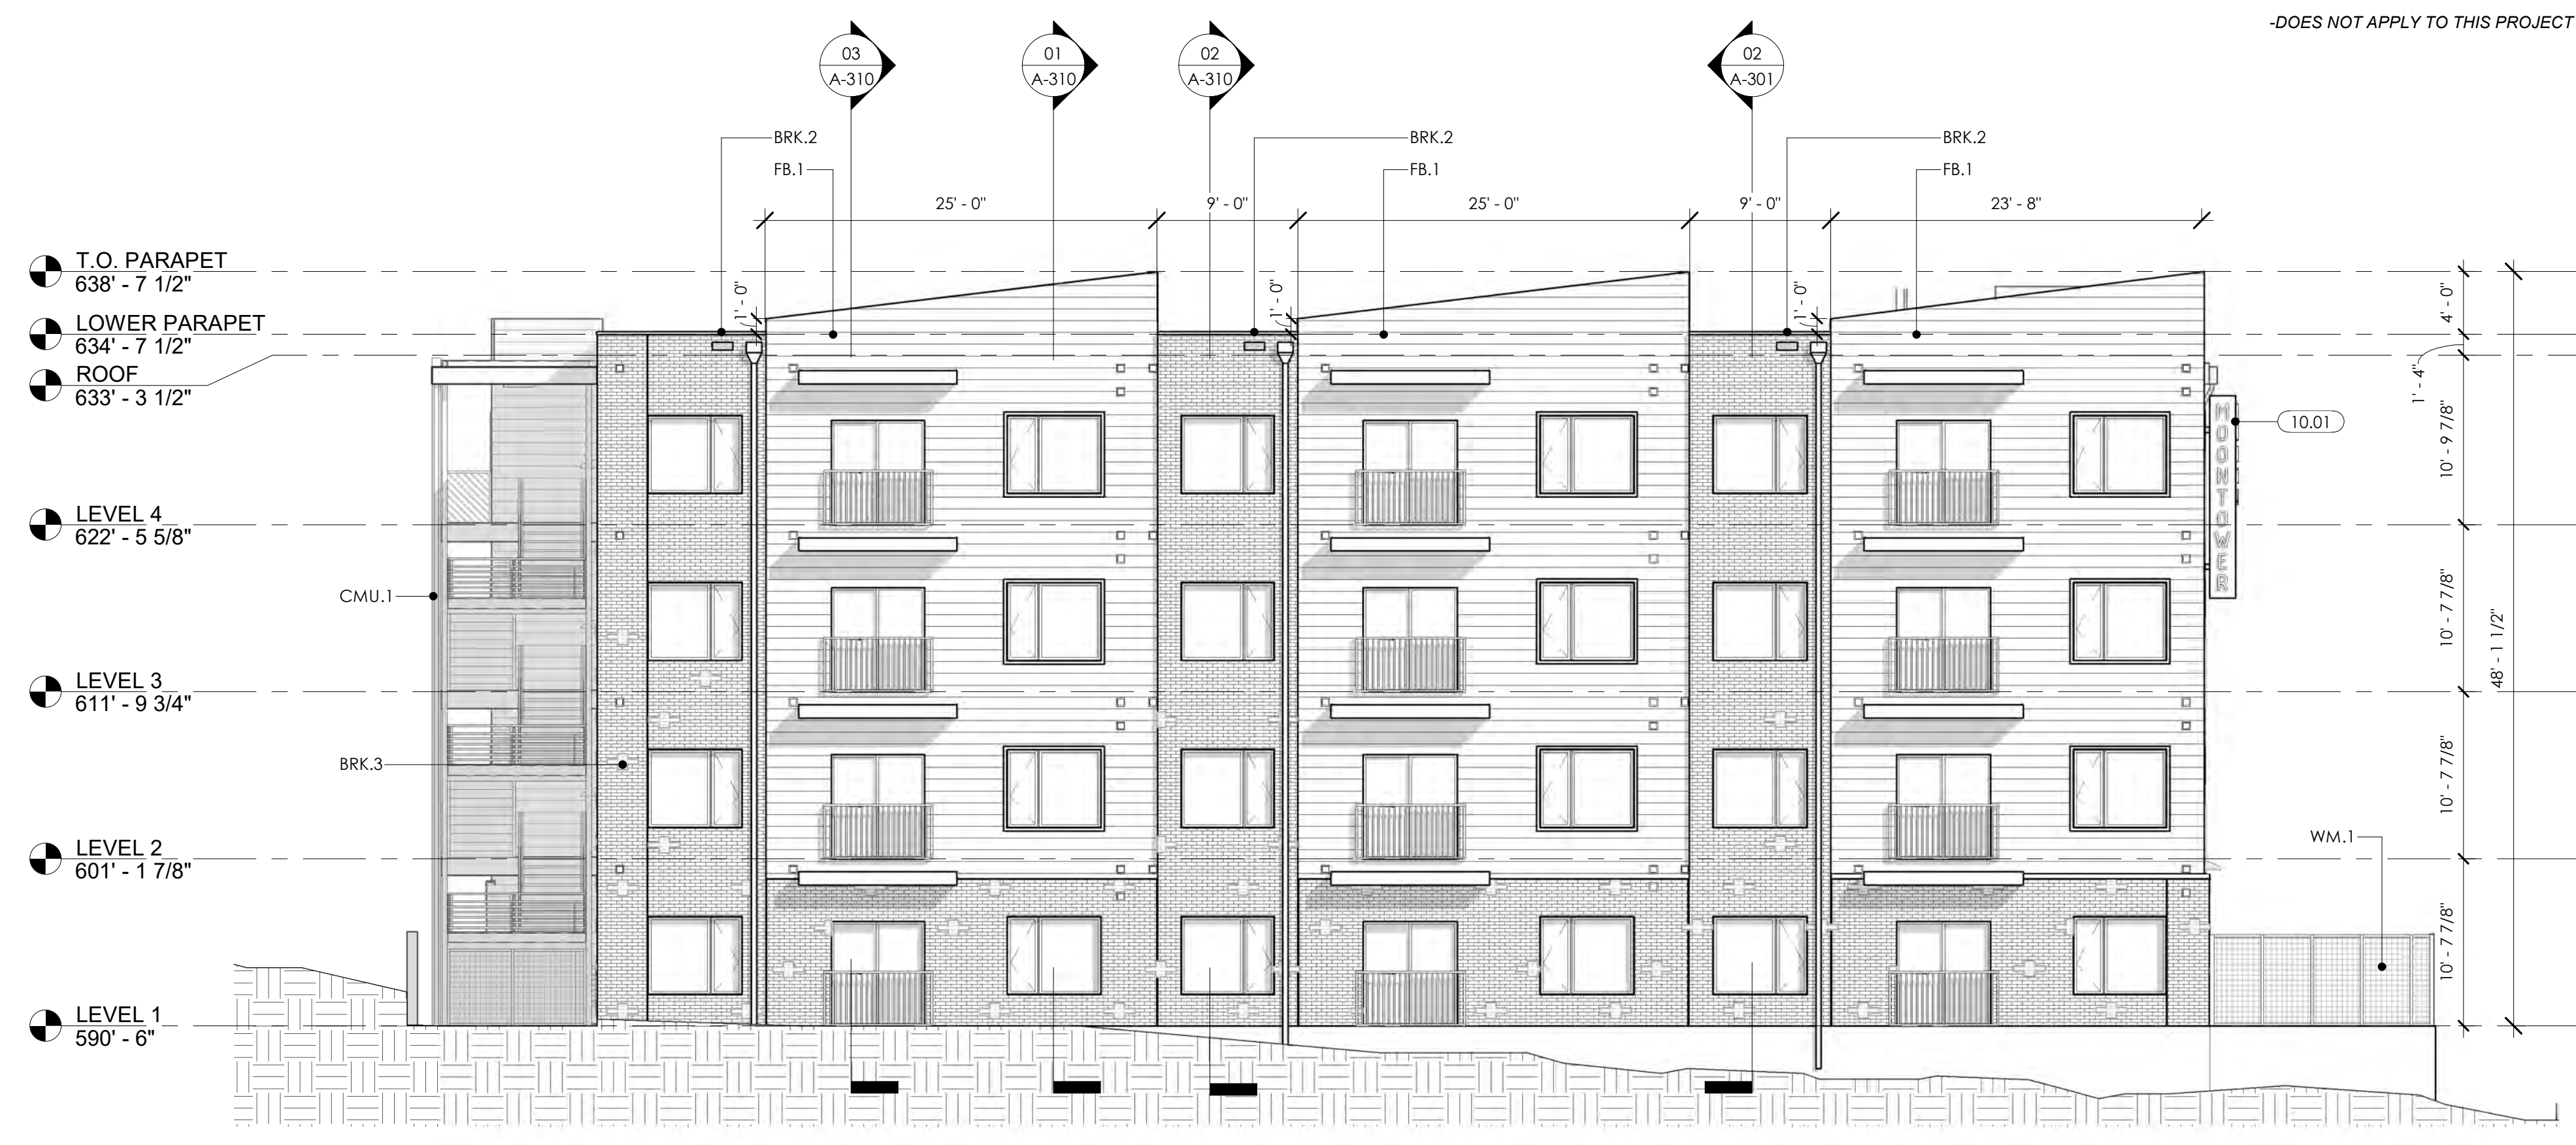 -DOES NOT APPLY TO THIS PROJECT
03
A-310
01
A-310
02
A-310
02
A-301
BRK.2
BRK.2
BRK.2
FB.1
FB.1
FB.1
25' - 0"
9' - 0"
25' - 0"
9' - 0"
23' - 8"
T.O. PARAPET
638' - 7 1/2"
1' - 0"
1' - 0"
1' - 0"
4' - 0"
LOWER PARAPET
634' - 7 1/2"
ROOF
633' - 3 1/2"
1' - 4"
10.01
MOONTOWER
10' - 9 7/8"
LEVEL 4
622' - 5 5/8"
CMU.1
10' - 7 7/8"
48' - 1 1/2"
LEVEL 3
611' - 9 3/4"
BRK.3
10' - 7 7/8"
LEVEL 2
601' - 1 7/8"
WM.1
10' - 7 7/8"
LEVEL 1
590' - 6"